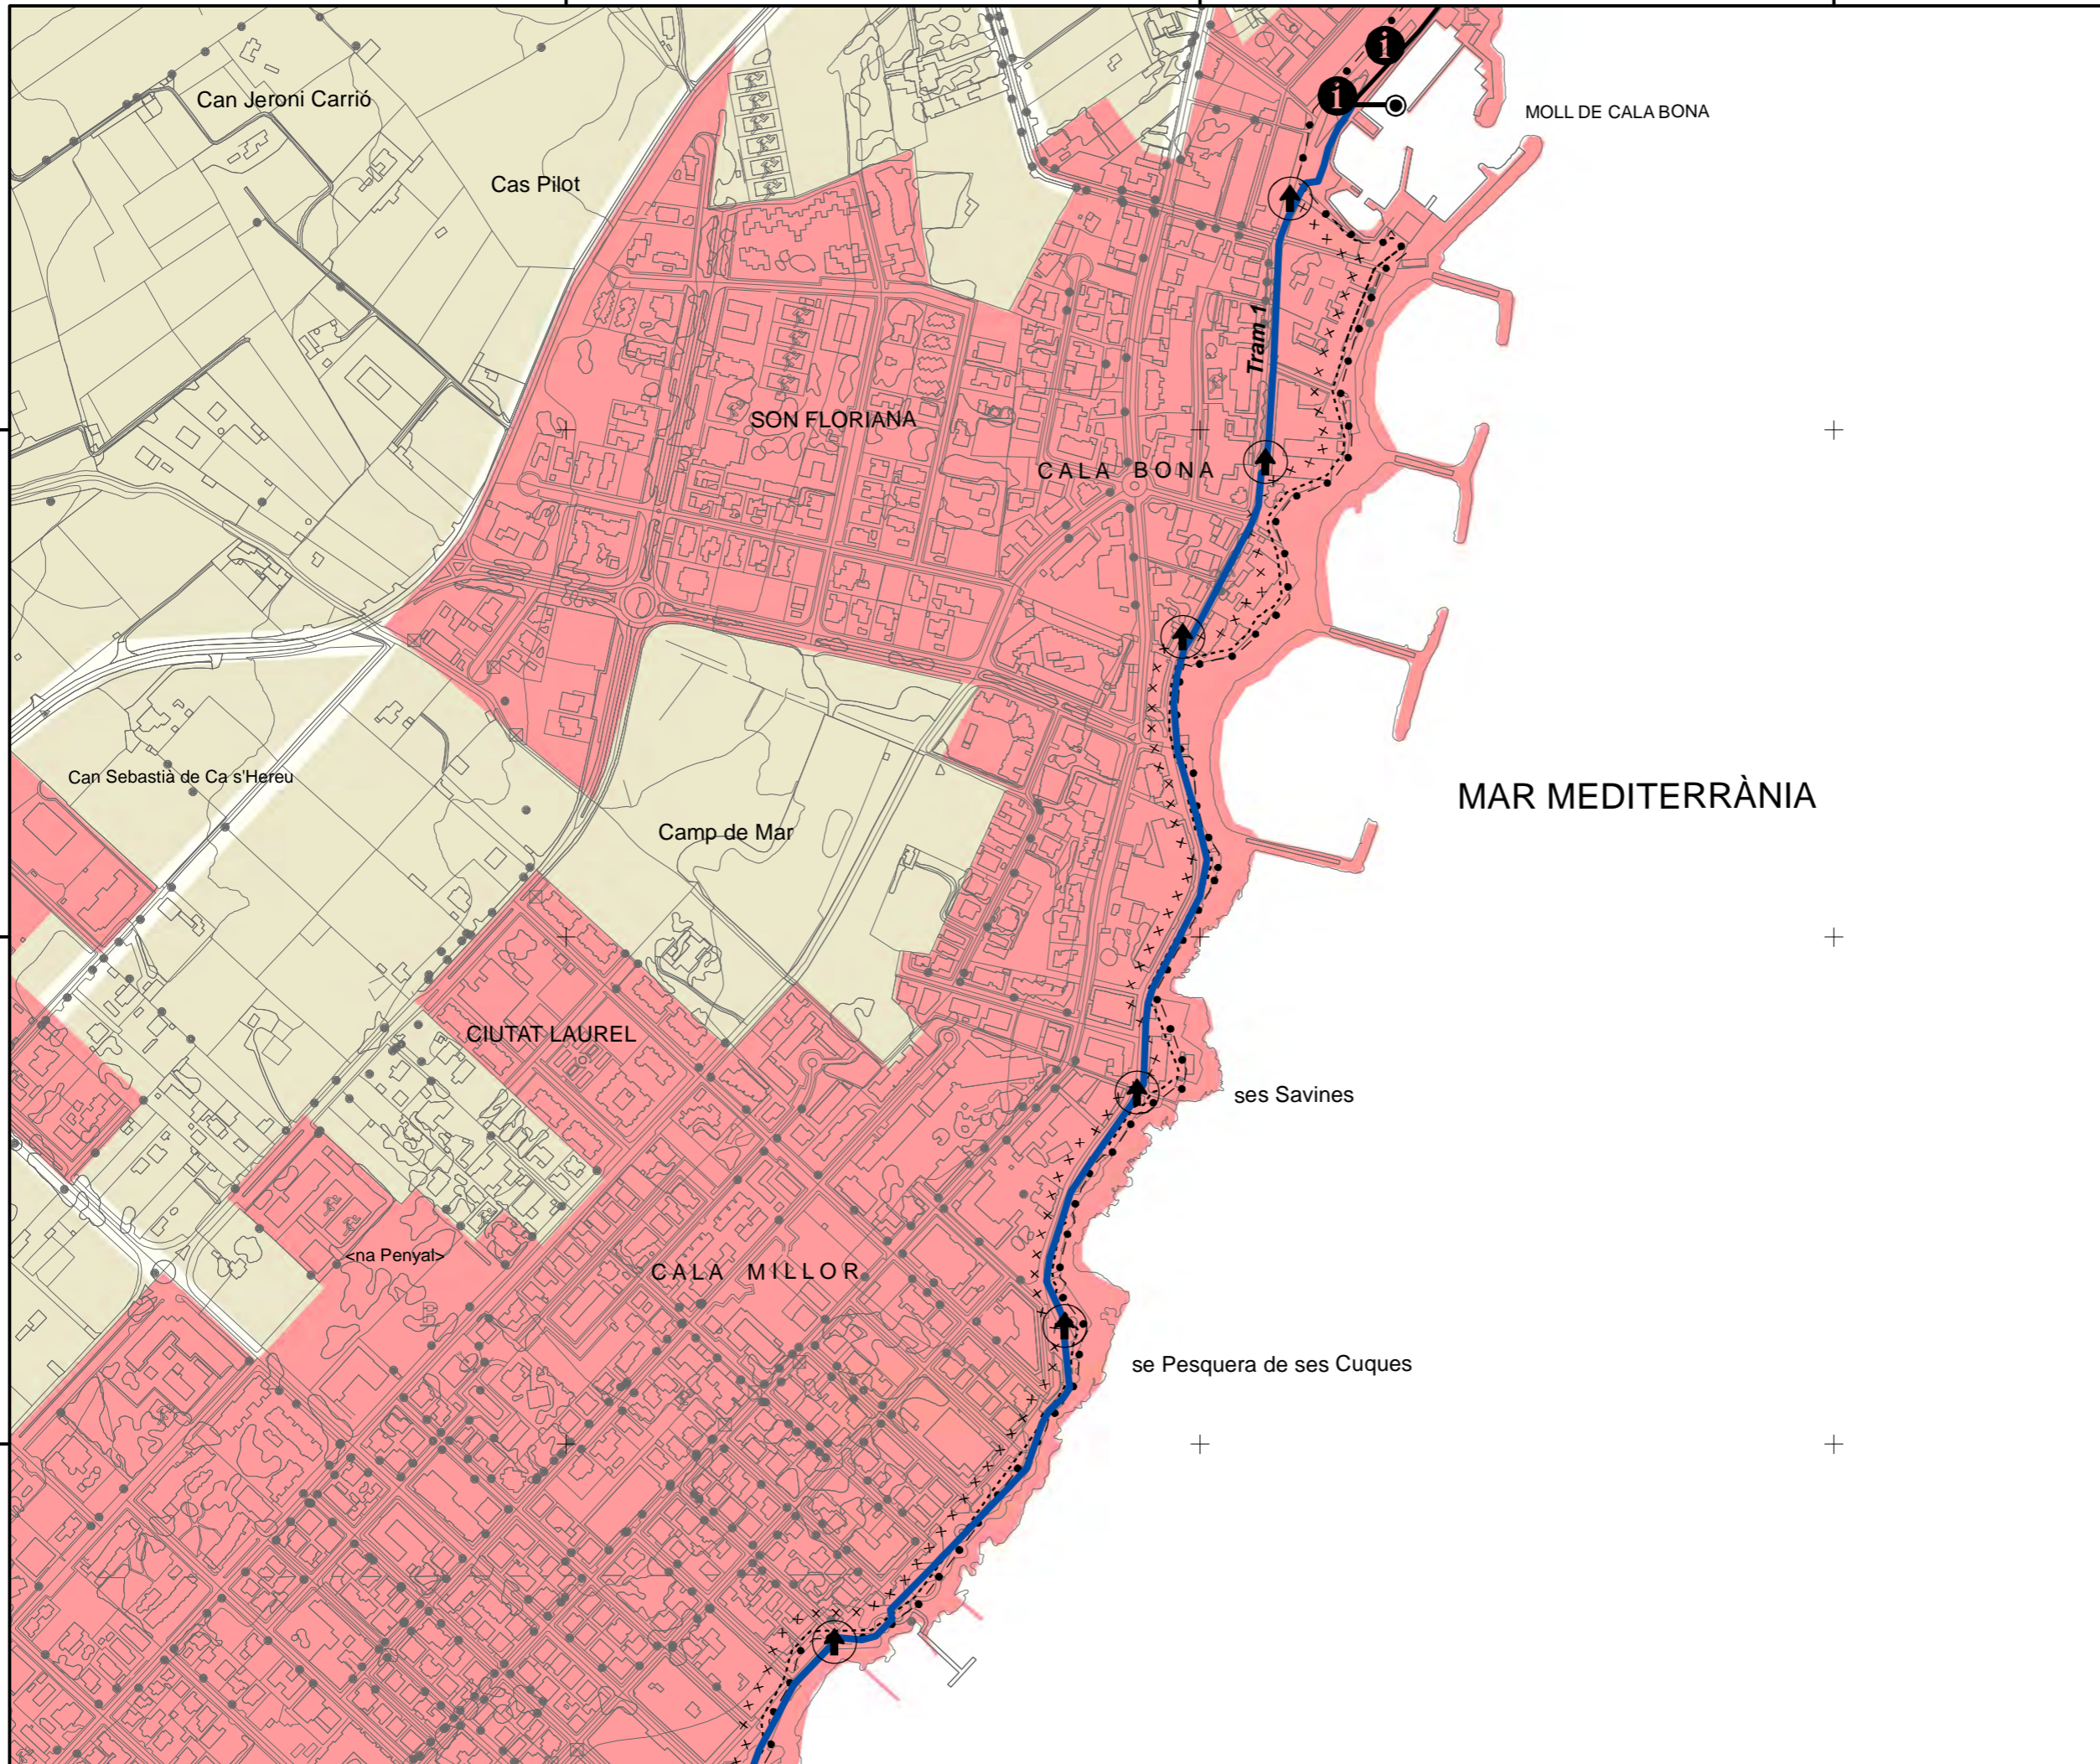 i
i
Can Jeroni Carrió
MOLL DE CALA BONA
Cas Pilot
Tram 1
SON FLORIANA
CALA BONA
Can Sebastià de Ca s'Hereu
MAR MEDITERRÀNIA
Camp de Mar
CIUTAT LAUREL
ses Savines
<na Penyal>
CALA MILLOR
se Pesquera de ses Cuques